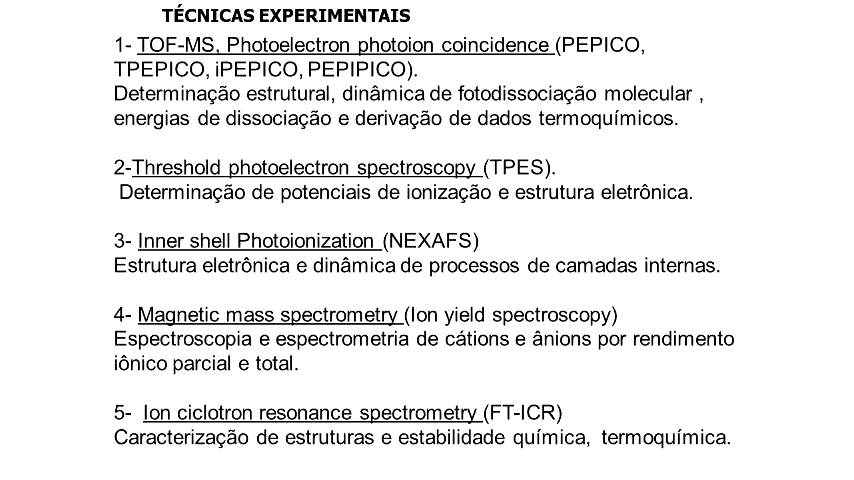 TÉCNICAS EXPERIMENTAIS
1- TOF-MS, Photoelectron photoion coincidence (PEPICO,
TPEPICO, iPEPICO, PEPIPICO).
Determinação estrutural, dinâmica de fotodissociação molecular ,
energias de dissociação e derivação de dados termoquímicos.
2-Threshold photoelectron spectroscopy (TPES).
Determinação de potenciais de ionização e estrutura eletrônica.
3- Inner shell Photoionization (NEXAFS)
Estrutura eletrônica e dinâmica de processos de camadas internas.
4- Magnetic mass spectrometry (Ion yield spectroscopy)
Espectroscopia e espectrometria de cátions e ânions por rendimento
iônico parcial e total.
5- Ion ciclotron resonance spectrometry (FT-ICR)
Caracterização de estruturas e estabilidade química, termoquímica.